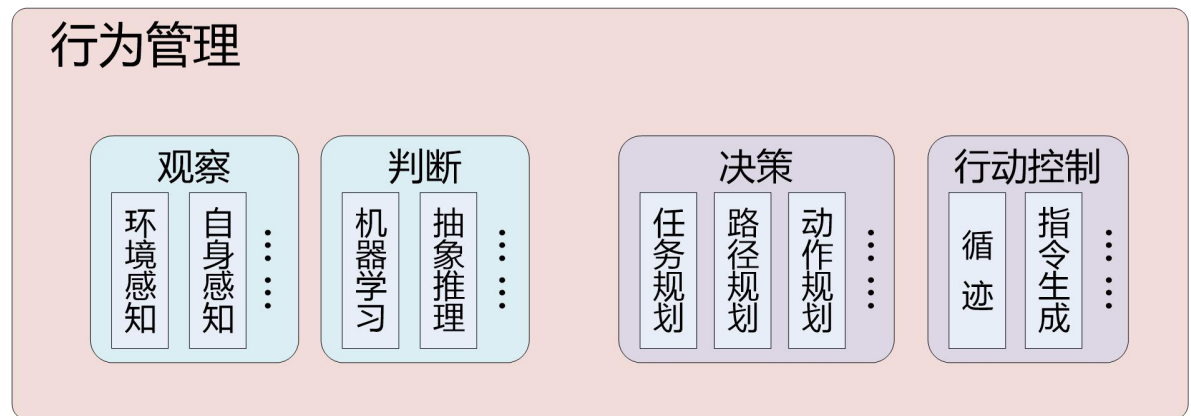 行为管理
观察
环境感知
自身感知
……
判断
机器学习
抽象推理
……
决策
任务规划
路径规划
动作规划
……
行动控制
循迹
指令生成
……